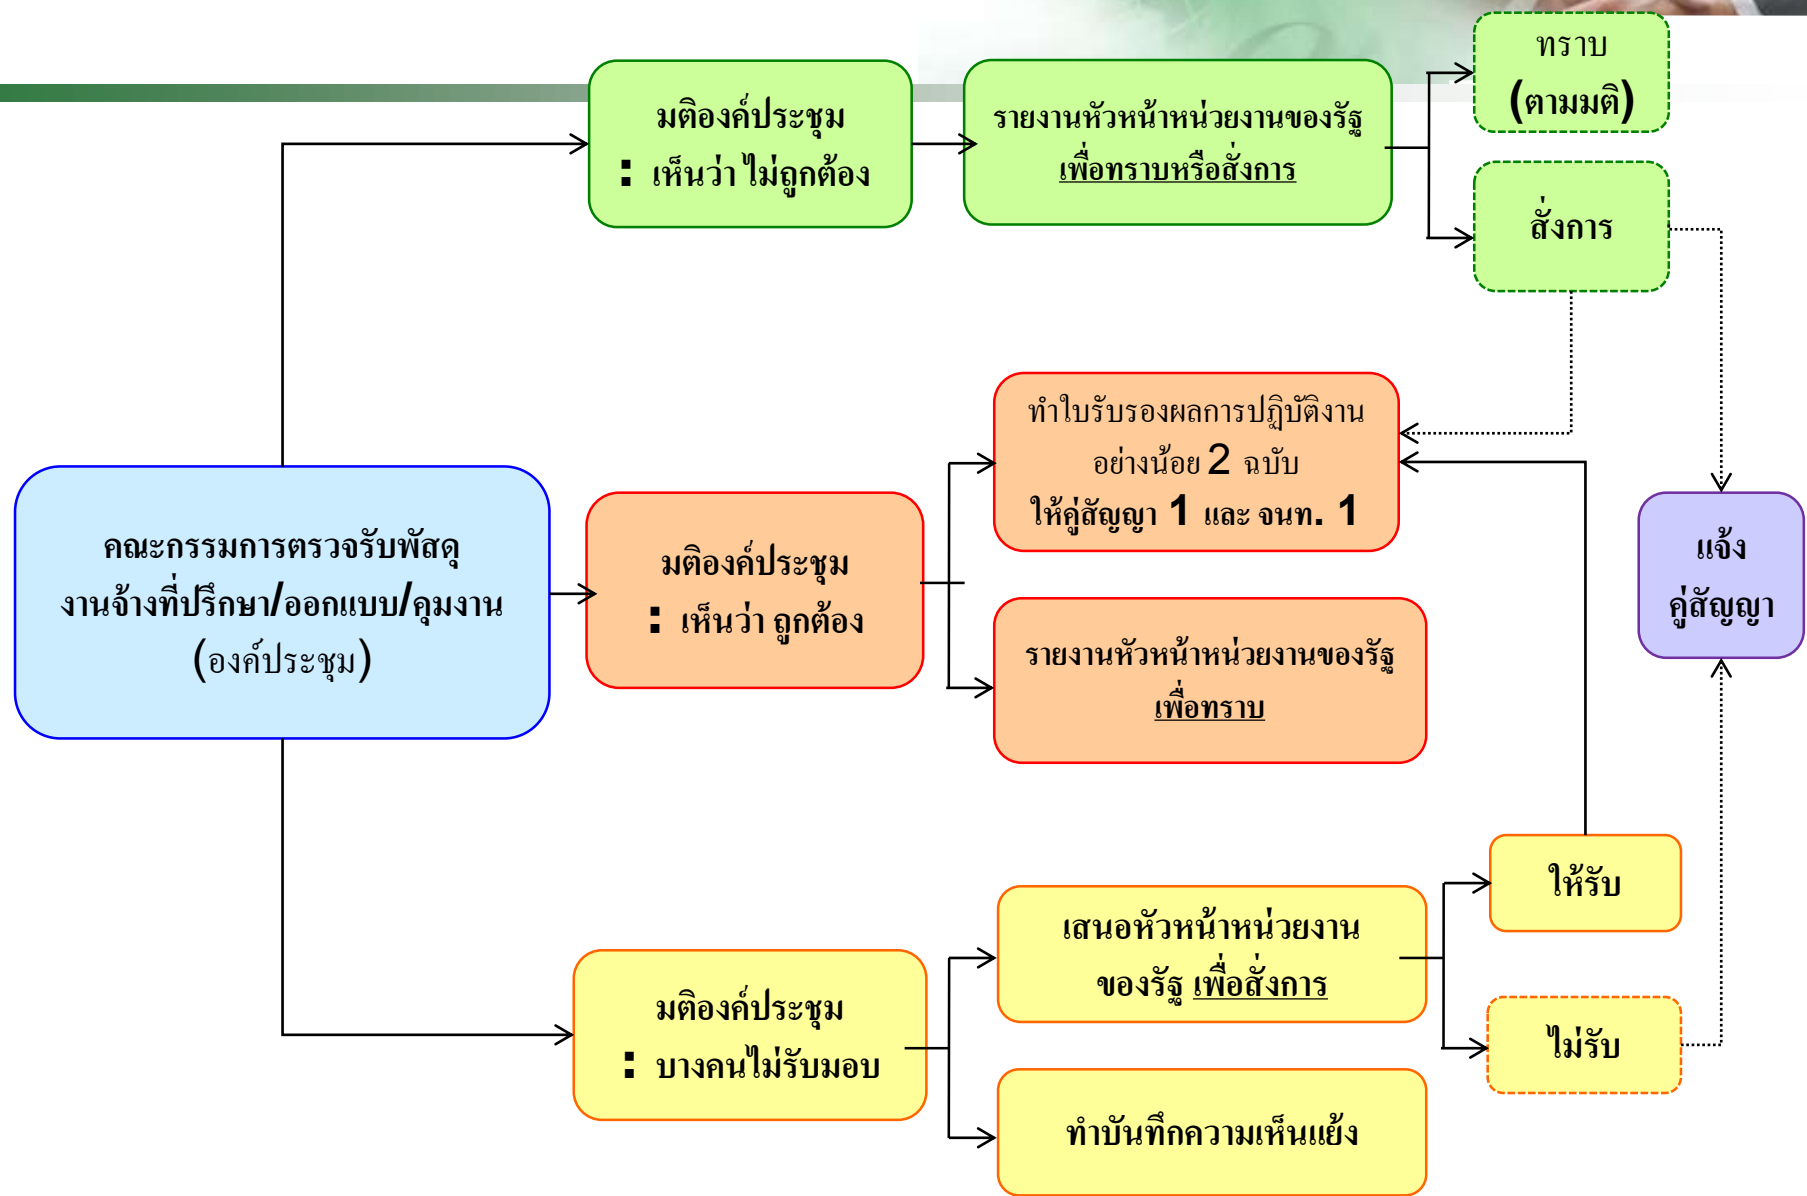 มติองค์ประชุม
: เห็นว่า ไม่ถูกต้อง
รายงานหัวหน้าหน่วยงานของรัฐ
เพื่อทราบหรือสั่งการ
ทราบ
(ตามมติ)
สั่งการ
คณะกรรมการตรวจรับพัสดุ
งานจ้างที่ปรึกษา/ออกแบบ/คุมงาน
(องค์ประชุม)
มติองค์ประชุม
: เห็นว่า ถูกต้อง
ทำใบรับรองผลการปฏิบัติงาน
อย่างน้อย 2 ฉบับ
ให้คู่สัญญา 1 และ จนท. 1
รายงานหัวหน้าหน่วยงานของรัฐ
เพื่อทราบ
แจ้ง
คู่สัญญา
มติองค์ประชุม
: บางคนไม่รับมอบ
เสนอหัวหน้าหน่วยงาน
ของรัฐ เพื่อสั่งการ
ทำบันทึกความเห็นแย้ง
ให้รับ
ไม่รับ